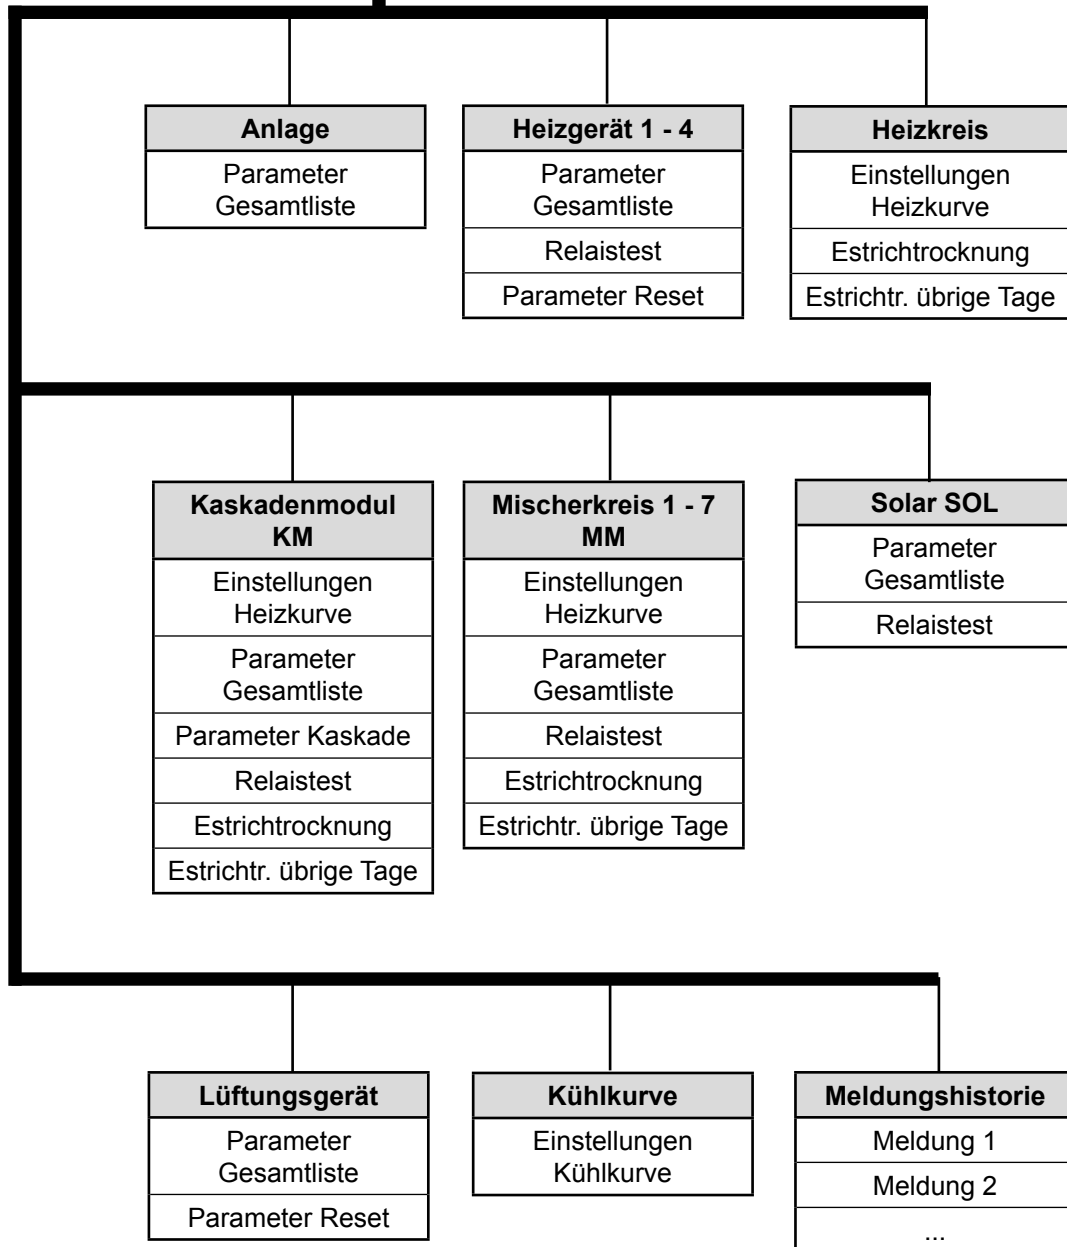 Anlage
Parameter
Gesamtliste
Heizgerät 1 - 4
Parameter
Gesamtliste
Relaistest
Parameter Reset
Heizkreis
Einstellungen
Heizkurve
Estrichtrocknung
Estrichtr. übrige Tage
Kaskadenmodul
KM
Einstellungen
Heizkurve
Parameter
Gesamtliste
Parameter Kaskade
Relaistest
Estrichtrocknung
Estrichtr. übrige Tage
Mischerkreis 1 - 7
MM
Einstellungen
Heizkurve
Parameter
Gesamtliste
Relaistest
Estrichtrocknung
Estrichtr. übrige Tage
Solar SOL
Parameter
Gesamtliste
Relaistest
Lüftungsgerät
Parameter
Gesamtliste
Parameter Reset
Kühlkurve
Einstellungen
Kühlkurve
Meldungshistorie
Meldung 1
Meldung 2
...